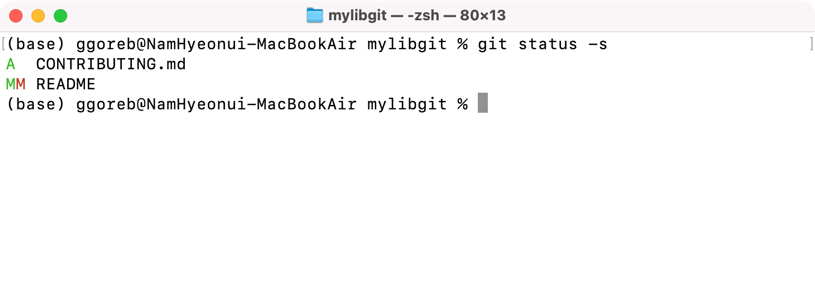 mylibgit — -zsh — 80×13
(base) ggoreb@NamHyeonui-MacBookAir mylibgit % git status -s
A  CONTRIBUTING.md
MM README
(base) ggoreb@NamHyeonui-MacBookAir mylibgit %